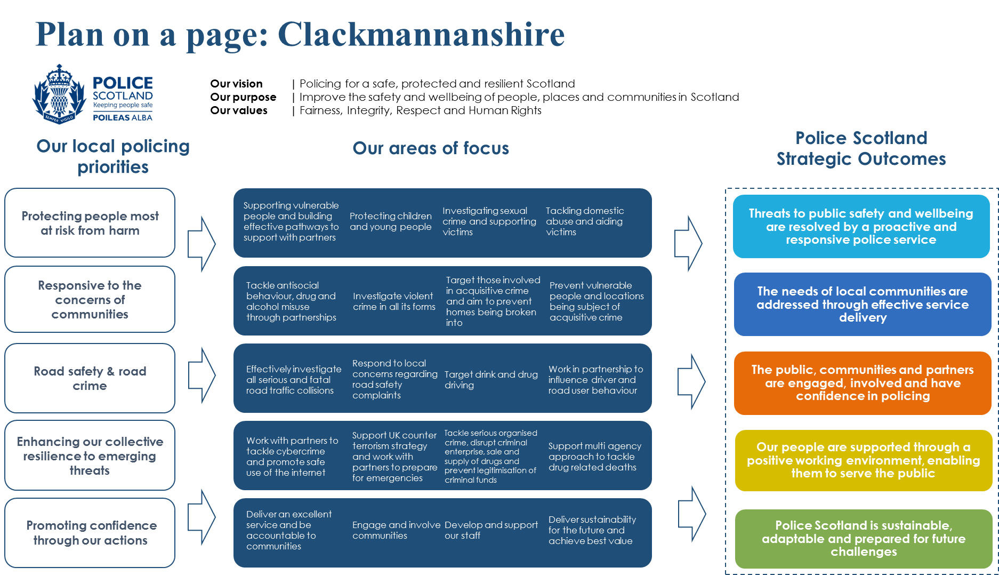 Plan on a page: Clackmannanshire
POLICE
SCOTLAND
Keeping people safe
POILEAS ALBA
SEMPER VIGILO
Our vision | Policing for a safe, protected and resilient Scotland
Our purpose | Improve the safety and wellbeing of people, places and communities in Scotland
Our values | Fairness, Integrity, Respect and Human Rights
Our local policing
priorities
Our areas of focus
Police Scotland
Strategic Outcomes
Protecting people most
at risk from harm
Supporting vulnerable
people and building
effective pathways to
support with partners
Protecting children
and young people
Investigating sexual
crime and supporting
victims
Tackling domestic
abuse and aiding
victims
Threats to public safety and wellbeing
are resolved by a proactive and
responsive police service
Responsive to the
concerns of
communities
Tackle antisocial
behaviour, drug and
alcohol misuse
through partnerships
Investigate violent
crime in all its forms
Target those involved
in acquisitive crime
and aim to prevent
homes being broken
into
Prevent vulnerable
people and locations
being subject of
acquisitive crime
The needs of local communities are
addressed through effective service
delivery
Road safety & road
crime
Effectively investigate
all serious and fatal
road traffic collisions
Respond to local
concerns regarding
road safety
complaints
Target drink and drug
driving
Work in partnership to
influence driver and
road user behaviour
The public, communities and partners
are engaged, involved and have
confidence in policing
Enhancing our collective
resilience to emerging
threats
Work with partners to
tackle cybercrime
and promote safe
use of the internet
Support UK counter
terrorism strategy
and work with
partners to prepare
for emergencies
Tackle serious organised
crime, disrupt criminal
enterprise, sale and
supply of drugs and
prevent legitimisation of
criminal funds
Support multi agency
approach to tackle
drug related deaths
Our people are supported through a
positive working environment, enabling
them to serve the public
Promoting confidence
through our actions
Deliver an excellent
service and be
accountable to
communities
Engage and involve
communities
Develop and support
our staff
Deliver sustainability
for the future and
achieve best value
Police Scotland is sustainable,
adaptable and prepared for future
challenges